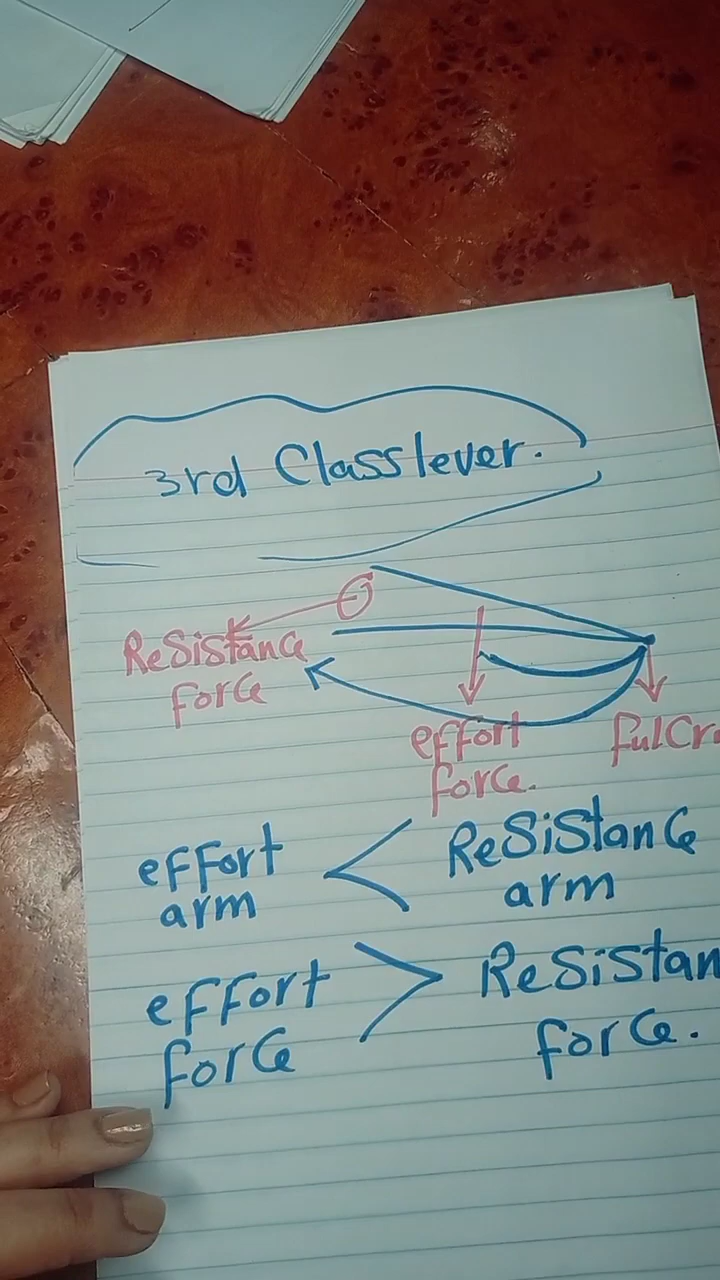 3rd Class lever.
Resistance
force
effort
force.
fulcr
effort < Resistance
arm arm
effort > Resistan
force force.